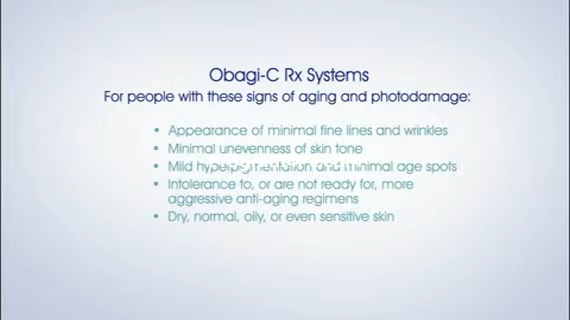 Obagi-C Rx Systems
For people with these signs of aging and photodamage:
• Appearance of minimal fine lines and wrinkles
• Minimal unevenness of skin tone
• Mild hyperpigmentation and minimal age spots
• Intolerance to, or are not ready for, more
aggressive anti-aging regimens
• Dry, normal, oily, or even sensitive skin